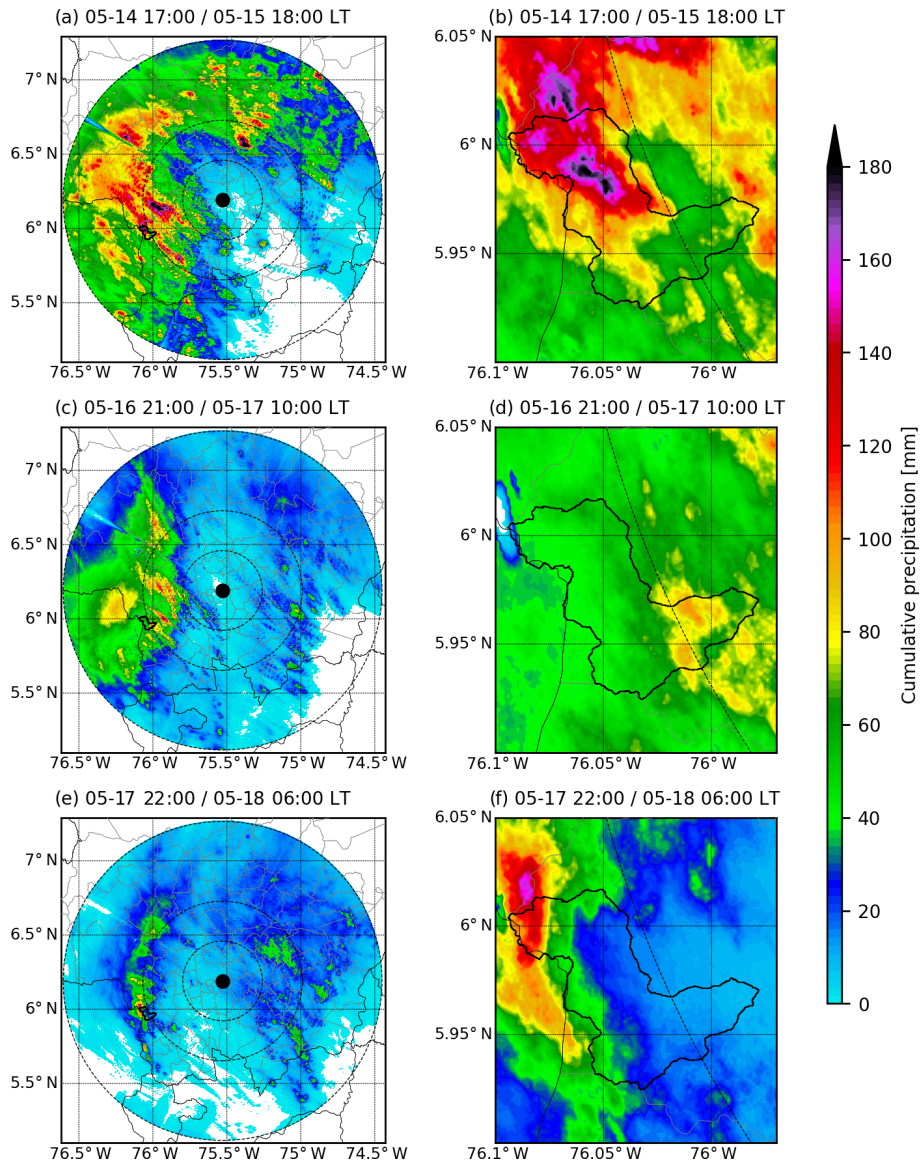 (a) 05-14 17:00 / 05-15 18:00 LT
(b) 05-14 17:00 / 05-15 18:00 LT
7° N
6.5° N
6° N
5.5° N
76.5° W 76° W 75.5° W 75° W 74.5° W
6.05° N
6° N
5.95° N
76.1° W 76.05° W 76° W
(c) 05-16 21:00 / 05-17 10:00 LT
(d) 05-16 21:00 / 05-17 10:00 LT
7° N
6.5° N
6° N
5.5° N
76.5° W 76° W 75.5° W 75° W 74.5° W
6.05° N
6° N
5.95° N
76.1° W 76.05° W 76° W
(e) 05-17 22:00 / 05-18 06:00 LT
(f) 05-17 22:00 / 05-18 06:00 LT
7° N
6.5° N
6° N
5.5° N
76.5° W 76° W 75.5° W 75° W 74.5° W
6.05° N
6° N
5.95° N
76.1° W 76.05° W 76° W
180
160
140
120
100
80
60
40
20
0
Cumulative precipitation [mm]